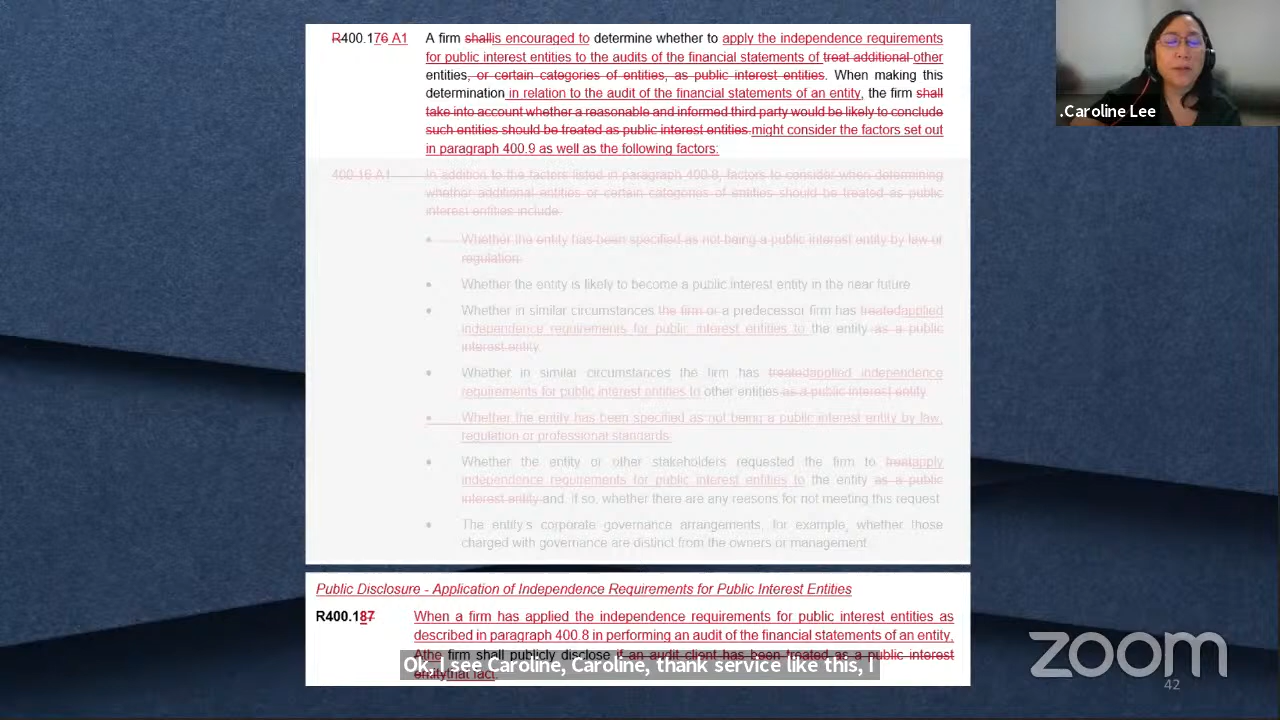 R400.176 A1 A firm shallis encouraged to determine whether to apply the independence requirements
for public interest entities to the audits of the financial statements of treat additional other
entities, or certain categories of entities, as public interest entities. When making this
determination in relation to the audit of the financial statements of an entity, the firm shall
take into account whether a reasonable and informed third party would be likely to conclude
such entities should be treated as public interest entities might consider the factors set out
in paragraph 400.9 as well as the following factors:
400.16 A1 In addition to the factors listed in paragraph 400.8, factors to consider when determining
whether additional entities or certain categories of entities should be treated as public
interest entities include:
• Whether the entity has been specified as not being a public interest entity by law or
regulation.
• Whether the entity is likely to become a public interest entity in the near future
• Whether in similar circumstances the firm or a predecessor firm has treatedapplied
independence requirements for public interest entities to the entity as a public
interest entity
• Whether in similar circumstances the firm has treatedapplied independence
requirements for public interest entities to other entities as a public interest entity
• Whether the entity has been specified as not being a public interest entity by law,
regulation or professional standards
• Whether the entity or other stakeholders requested the firm to treatapply
independence requirements for public interest entities to the entity as a public
interest entity and, if so, whether there are any reasons for not meeting this request
• The entity's corporate governance arrangements, for example, whether those
charged with governance are distinct from the owners or management.
Public Disclosure - Application of Independence Requirements for Public Interest Entities
R400.187 When a firm has applied the independence requirements for public interest entities as
described in paragraph 400.8 in performing an audit of the financial statements of an entity,
Athe firm shall publicly disclose if an audit client has been treated as a public interest
entitythat fact.
Ok, I see Caroline, Caroline, thank service like this, I
.Caroline Lee
zoom
42